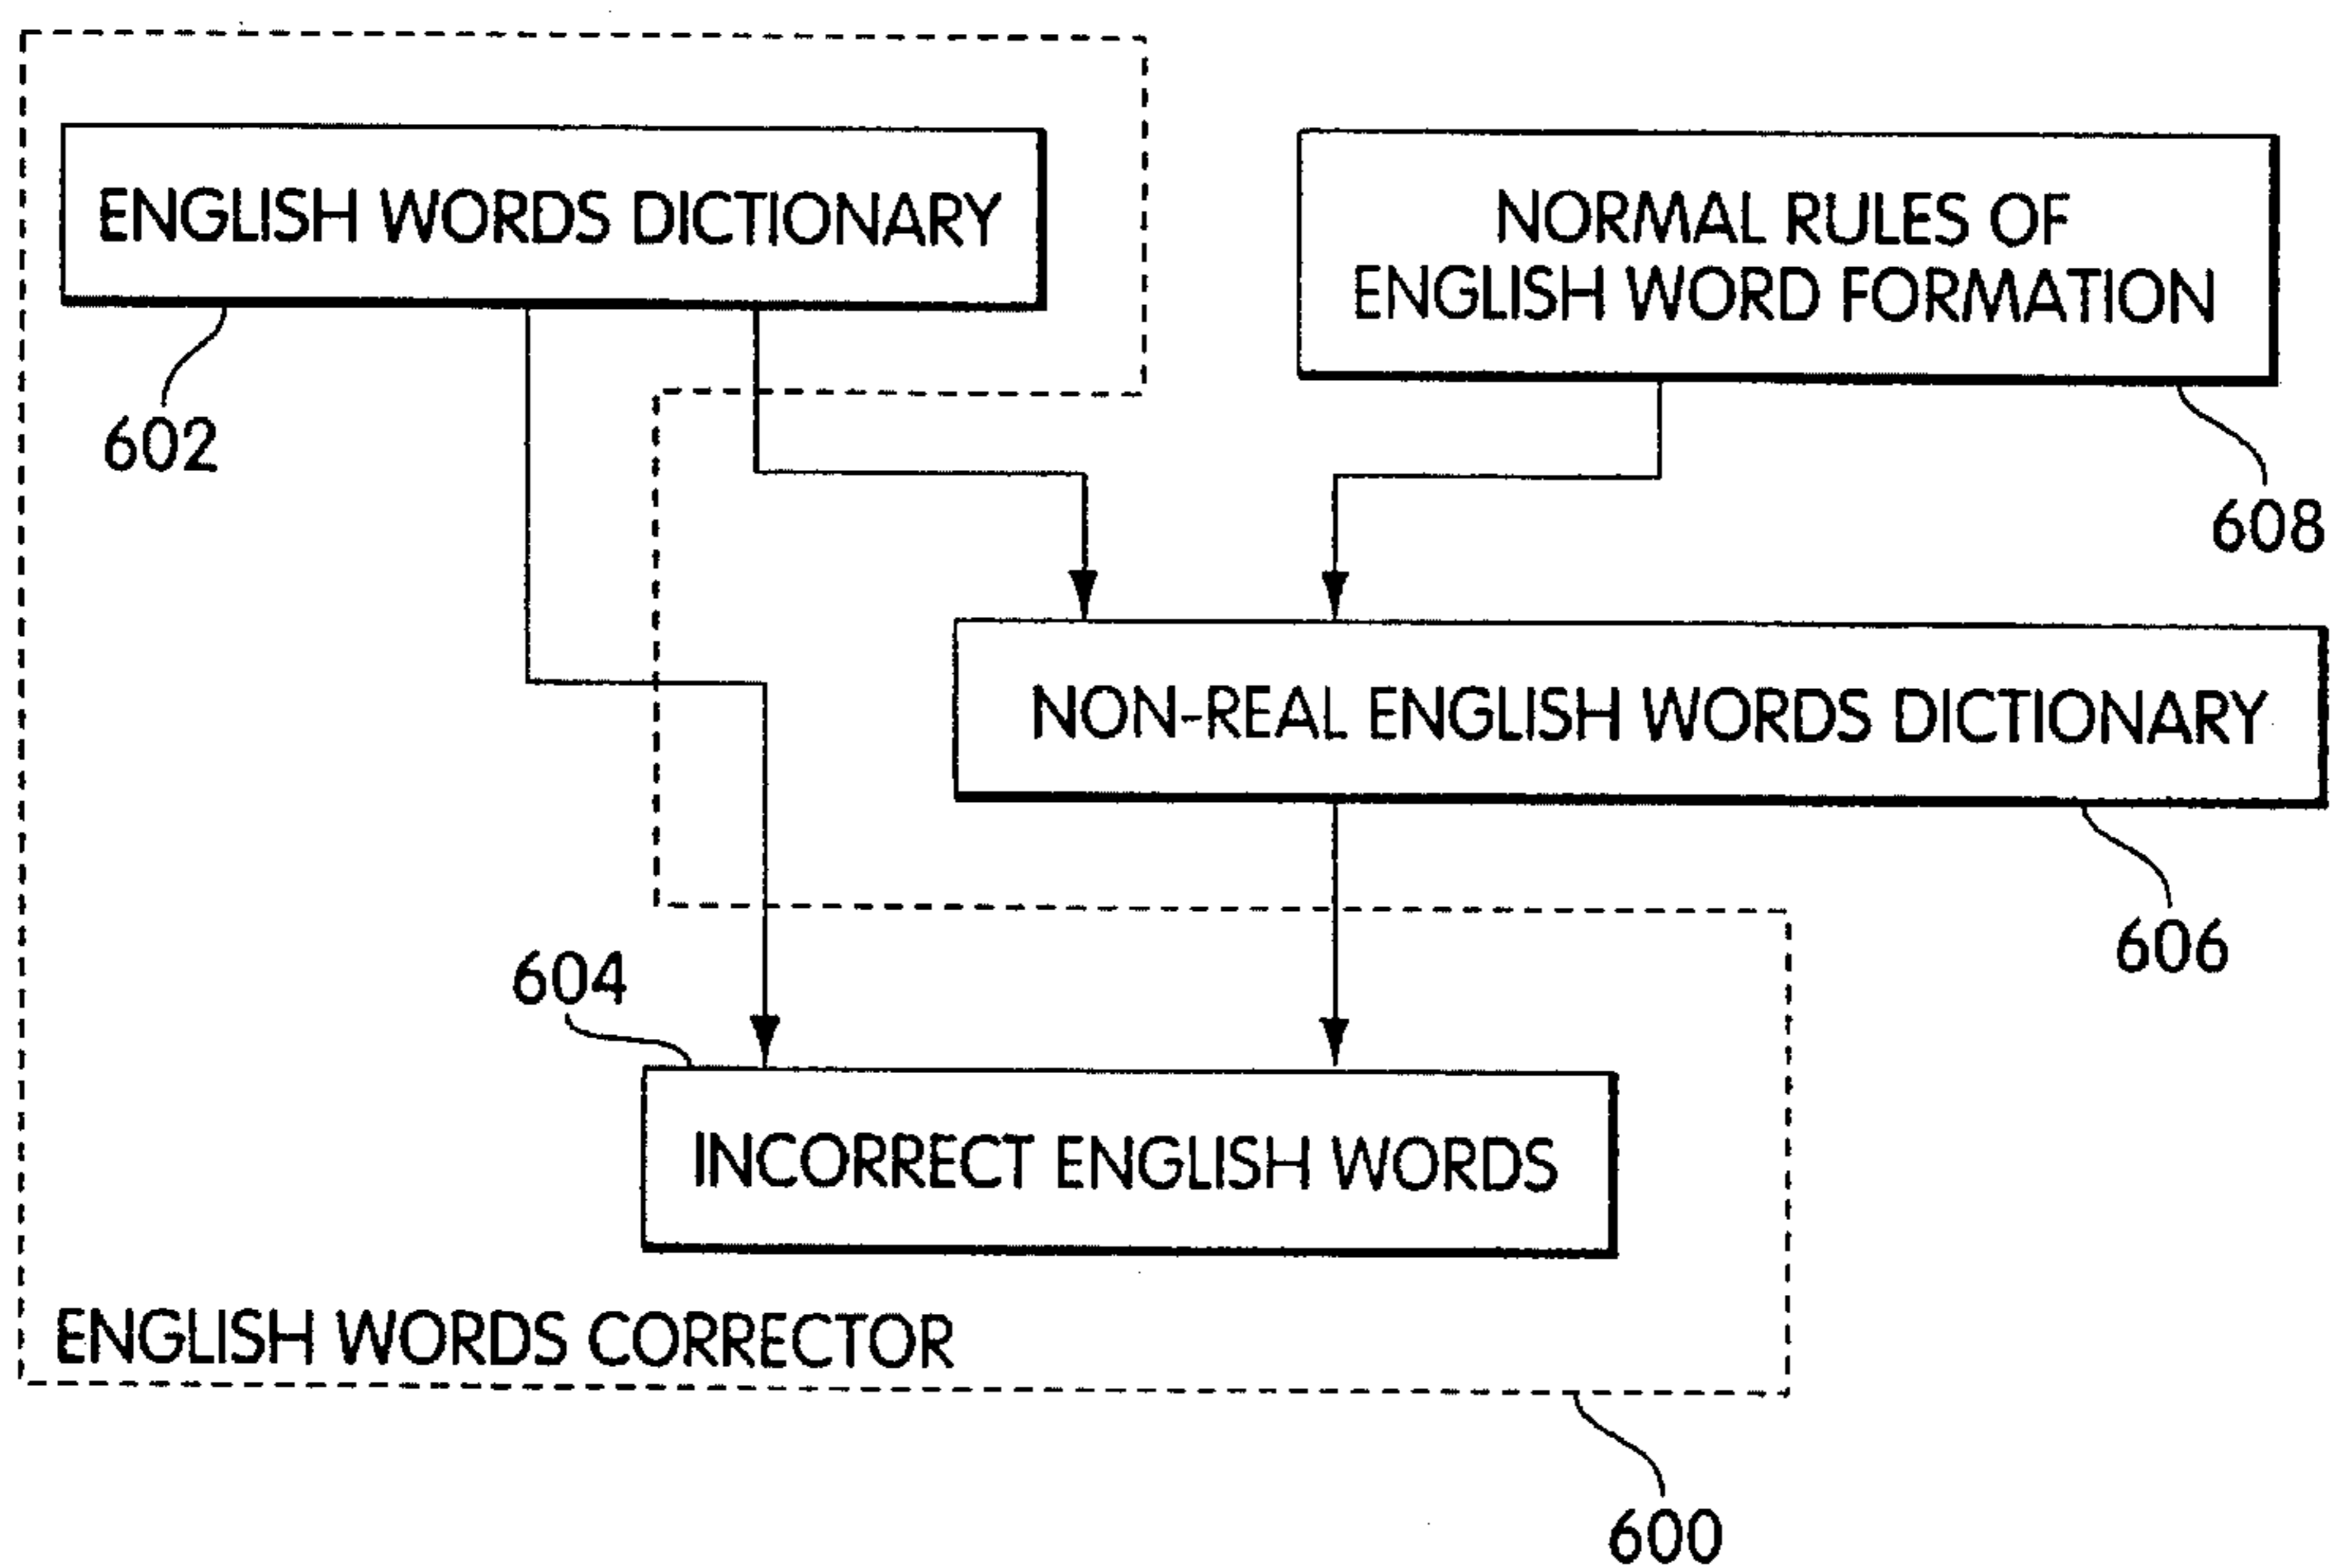 ENGLISH WORDS DICTIONARY
602
NORMAL RULES OF
ENGLISH WORD FORMATION
608
NON-REAL ENGLISH WORDS DICTIONARY
606
604
INCORRECT ENGLISH WORDS
ENGLISH WORDS CORRECTOR
600